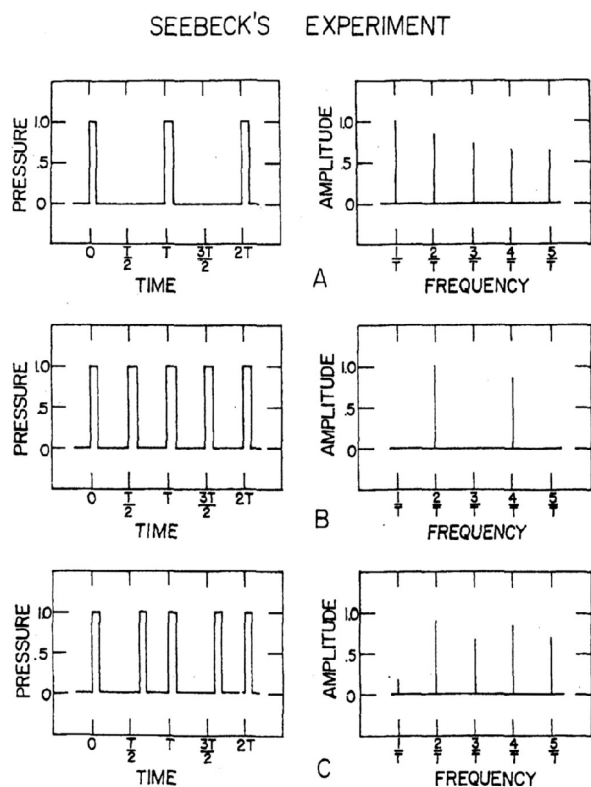 SEEBECK'S EXPERIMENT
PRESSURE
1.0
.5
0
0 T/2 T 3T/2 2T
TIME
AMPLITUDE
1.0
.5
0
1/T 2/T 3/T 4/T 5/T
FREQUENCY
A
PRESSURE
1.0
.5
0
0 T/2 T 3T/2 2T
TIME
AMPLITUDE
1.0
.5
0
1/T 2/T 3/T 4/T 5/T
FREQUENCY
B
PRESSURE
1.0
.5
0
0 T/2 T 3T/2 2T
TIME
AMPLITUDE
1.0
.5
0
1/T 2/T 3/T 4/T 5/T
FREQUENCY
C